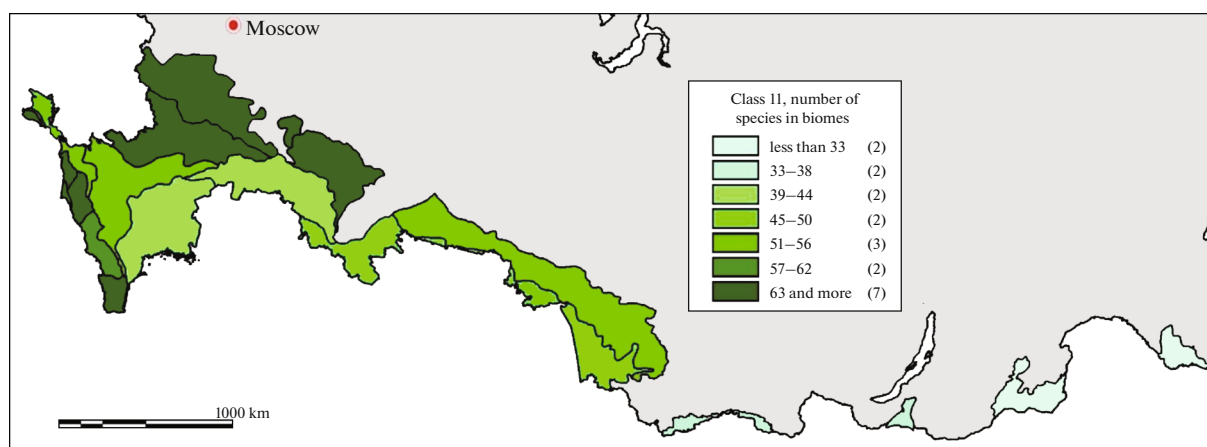 Moscow
Class 11, number of
species in biomes
less than 33 (2)
33–38 (2)
39–44 (2)
45–50 (2)
51–56 (3)
57–62 (2)
63 and more (7)
1000 km